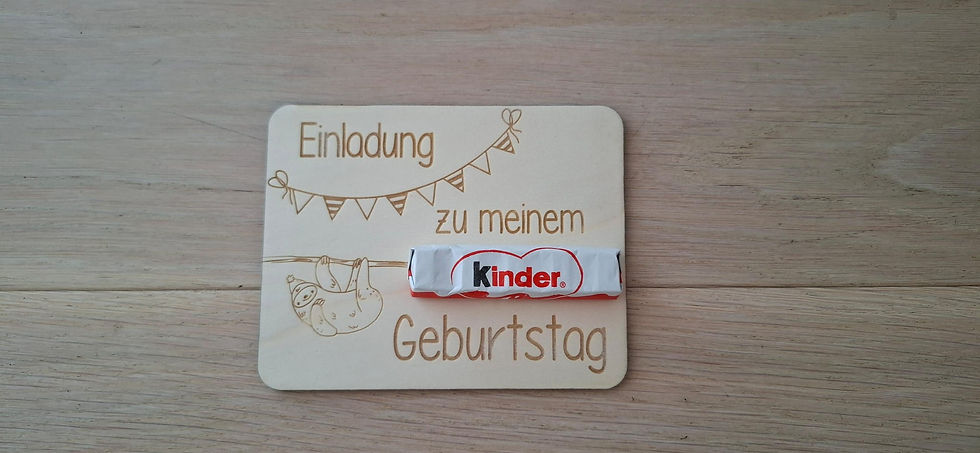 Einladung
zu meinem
Kinder®
Geburtstag